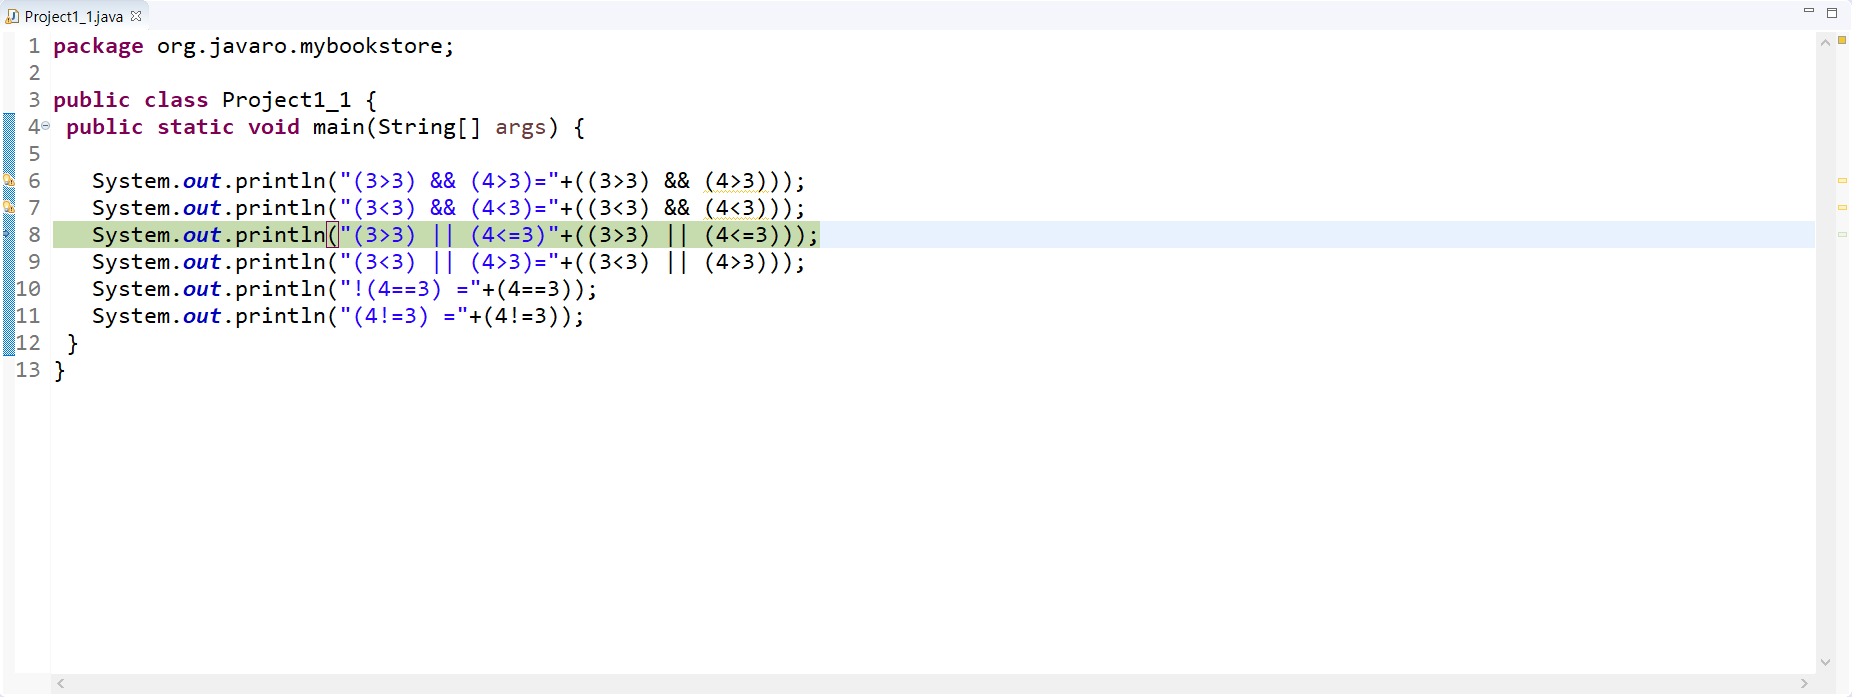 Project1_1.java
1 package org.javaro.mybookstore;
2
3 public class Project1_1 {
4 public static void main(String[] args) {
5
6 System.out.println("(3>3) && (4>3)="+((3>3) && (4>3)));
7 System.out.println("(3<3) && (4<3)="+((3<3) && (4<3)));
8 System.out.println("(3>3) || (4<=3)"+((3>3) || (4<=3)));
9 System.out.println("(3<3) || (4>3)="+((3<3) || (4>3)));
10 System.out.println("!(4==3) ="+(4==3));
11 System.out.println("(4!=3) ="+(4!=3));
12 }
13 }